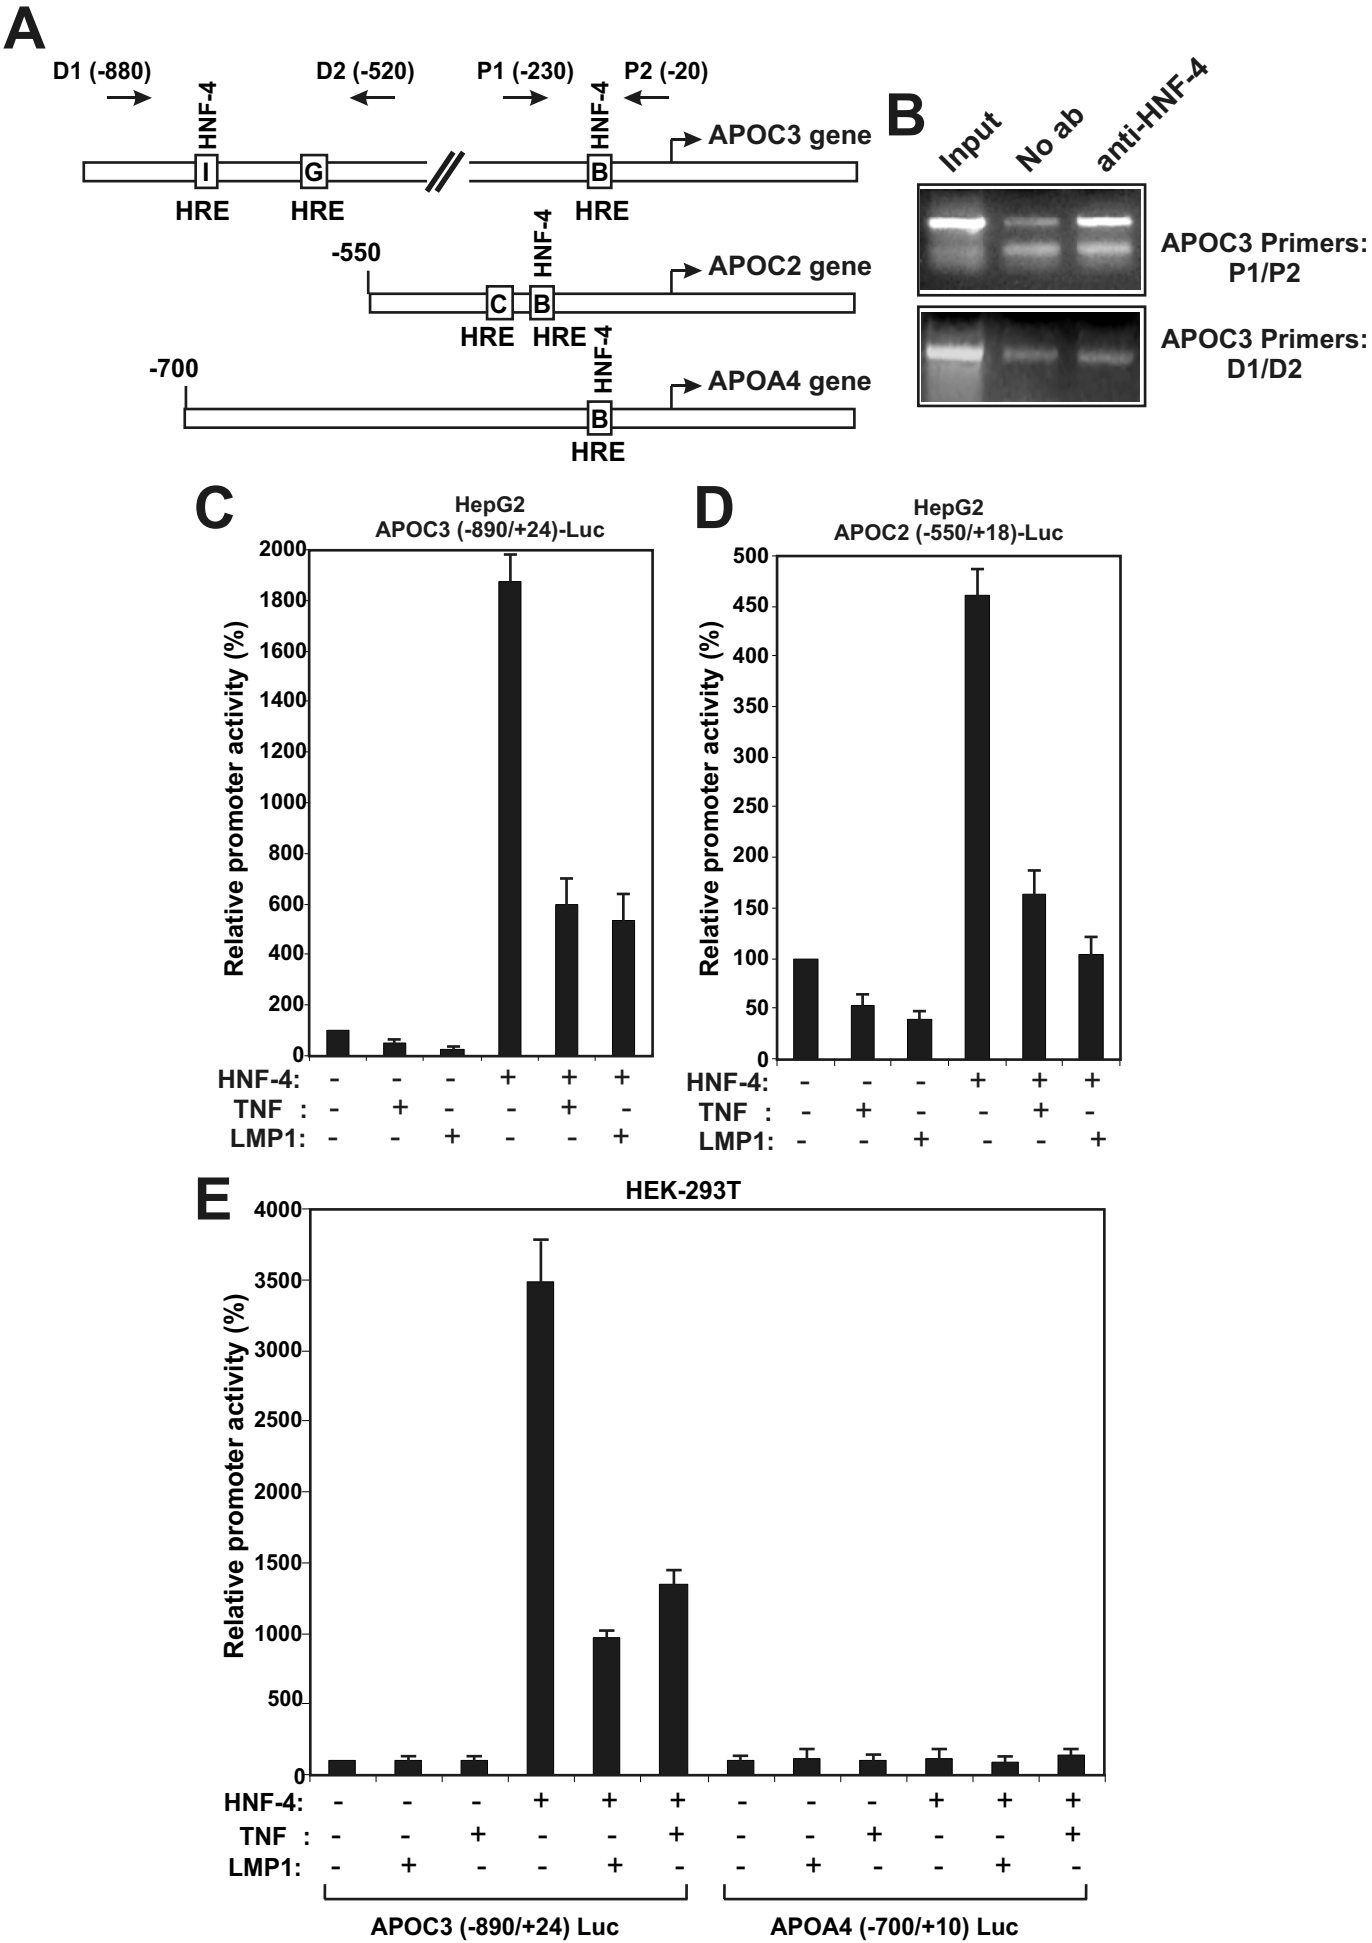 A
D1 (-880)
D2 (-520)
P1 (-230)
P2 (-20)
HNF-4
HNF-4
APOC3 gene
I
G
B
HRE
HRE
HRE
HNF-4
-550
APOC2 gene
C
B
HRE
HRE
HNF-4
-700
APOA4 gene
B
HRE
B
Input
No ab
anti-HNF-4
APOC3 Primers:
P1/P2
APOC3 Primers:
D1/D2
C
HepG2
APOC3 (-890/+24)-Luc
Relative promoter activity (%)
2000
1800
1600
1400
1200
1000
800
600
400
200
0
HNF-4: - - - + + +
TNF : - + - - + -
LMP1: - - + - - +
D
HepG2
APOC2 (-550/+18)-Luc
Relative promoter activity (%)
500
450
400
350
300
250
200
150
100
50
0
HNF-4: - - - + + +
TNF : - + - - + -
LMP1: - - + - - +
E
HEK-293T
Relative promoter activity (%)
4000
3500
3000
2500
2000
1500
1000
500
0
HNF-4: - - - + + + - - - + + +
TNF : - - + - - + - - + - - +
LMP1: - + - - + - - + - - + -
APOC3 (-890/+24) Luc
APOA4 (-700/+10) Luc